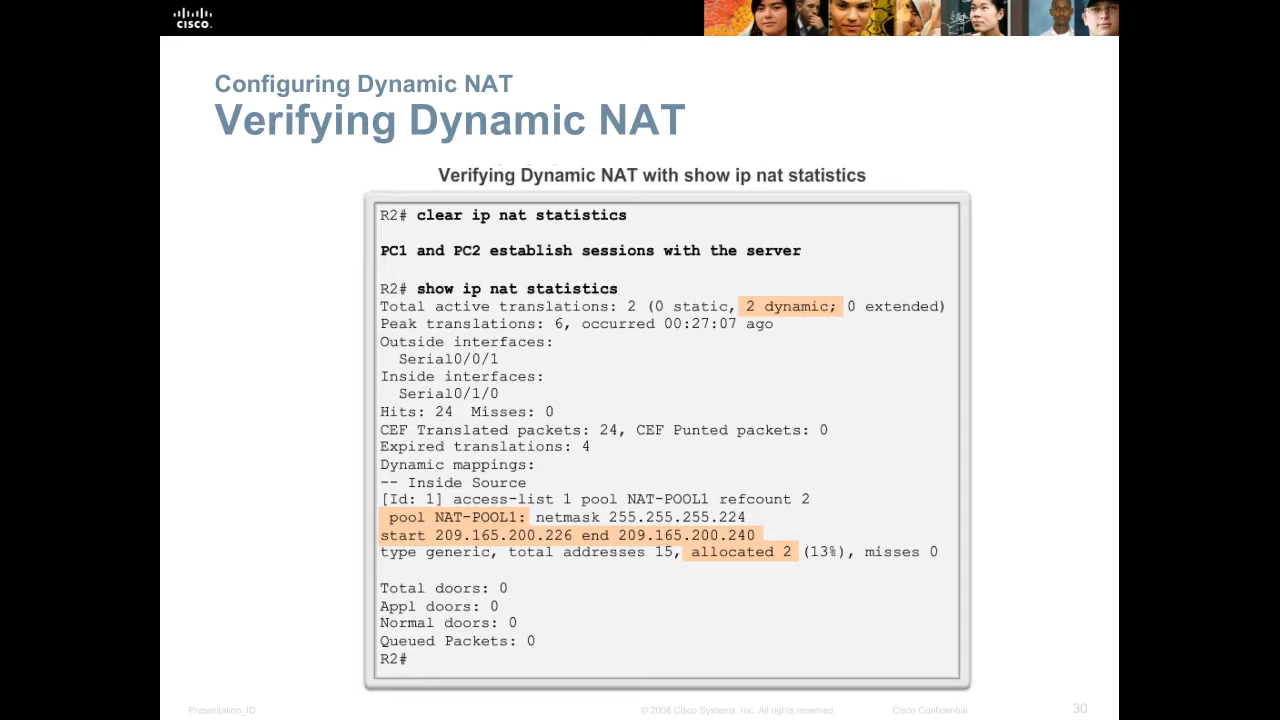 CISCO.
Configuring Dynamic NAT
Verifying Dynamic NAT
Verifying Dynamic NAT with show ip nat statistics
R2# clear ip nat statistics
PC1 and PC2 establish sessions with the server
R2# show ip nat statistics
Total active translations: 2 (0 static, 2 dynamic; 0 extended)
Peak translations: 6, occurred 00:27:07 ago
Outside interfaces:
Serial0/0/1
Inside interfaces:
Serial0/1/0
Hits: 24 Misses: 0
CEF Translated packets: 24, CEF Punted packets: 0
Expired translations: 4
Dynamic mappings:
-- Inside Source
[Id: 1] access-list 1 pool NAT-POOL1 refcount 2
pool NAT-POOL1: netmask 255.255.255.224
start 209.165.200.226 end 209.165.200.240
type generic, total addresses 15, allocated 2 (13%), misses 0
Total doors: 0
Appl doors: 0
Normal doors: 0
Queued Packets: 0
R2#
Presentation_ID
© 2008 Cisco Systems, Inc. All rights reserved.
Cisco Confidential
30